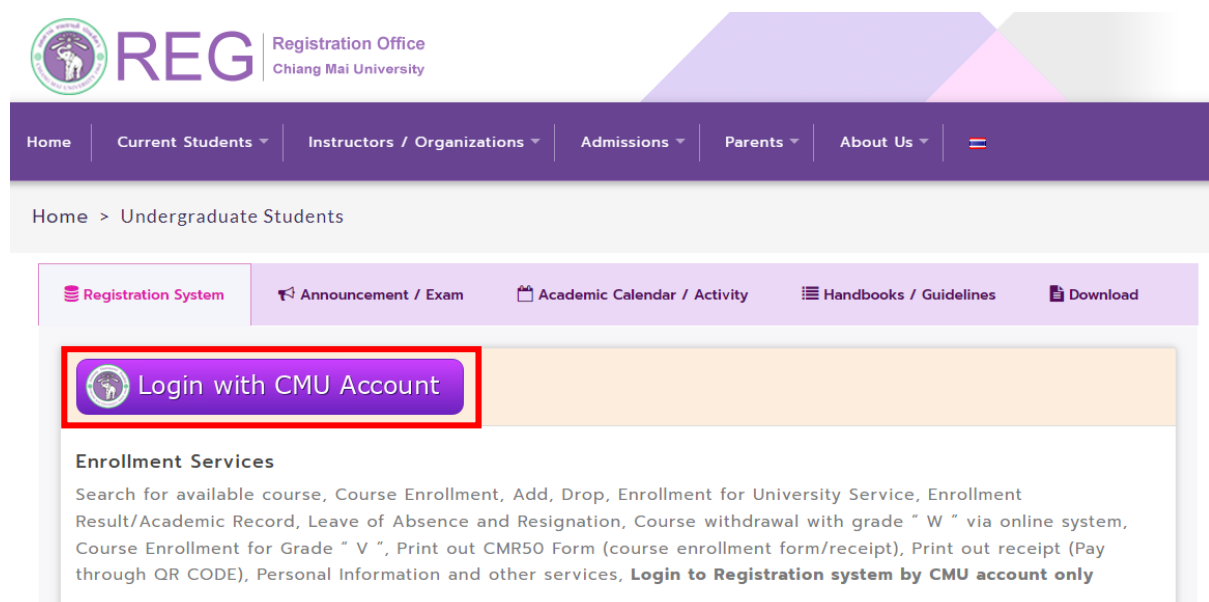 REG
Registration Office
Chiang Mai University
Home
Current Students
Instructors / Organizations
Admissions
Parents
About Us
Home > Undergraduate Students
Registration System
Announcement / Exam
Academic Calendar / Activity
Handbooks / Guidelines
Download
Login with CMU Account
Enrollment Services
Search for available course, Course Enrollment, Add, Drop, Enrollment for University Service, Enrollment
Result/Academic Record, Leave of Absence and Resignation, Course withdrawal with grade " W " via online system,
Course Enrollment for Grade " V ", Print out CMR50 Form (course enrollment form/receipt), Print out receipt (Pay
through QR CODE), Personal Information and other services, Login to Registration system by CMU account only